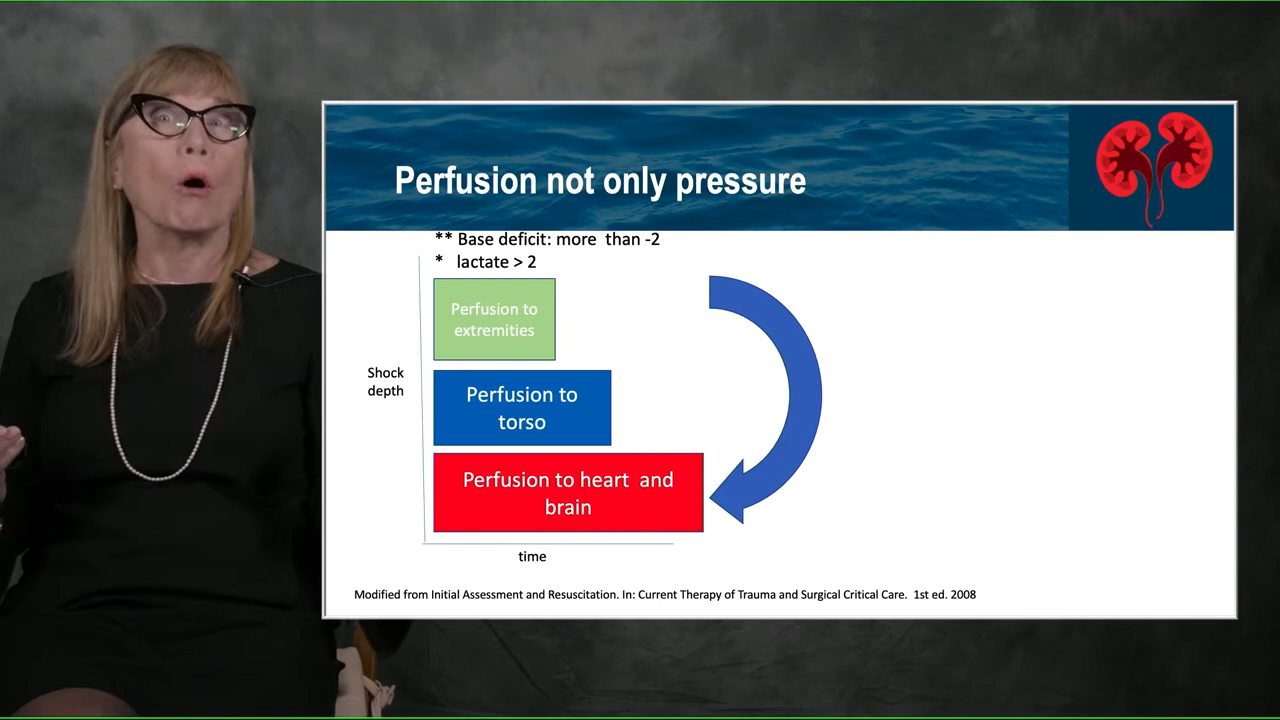 Perfusion not only pressure
** Base deficit: more than -2
* lactate > 2
Perfusion to
extremities
Shock
depth
Perfusion to
torso
Perfusion to heart and
brain
time
Modified from Initial Assessment and Resuscitation. In: Current Therapy of Trauma and Surgical Critical Care. 1st ed. 2008